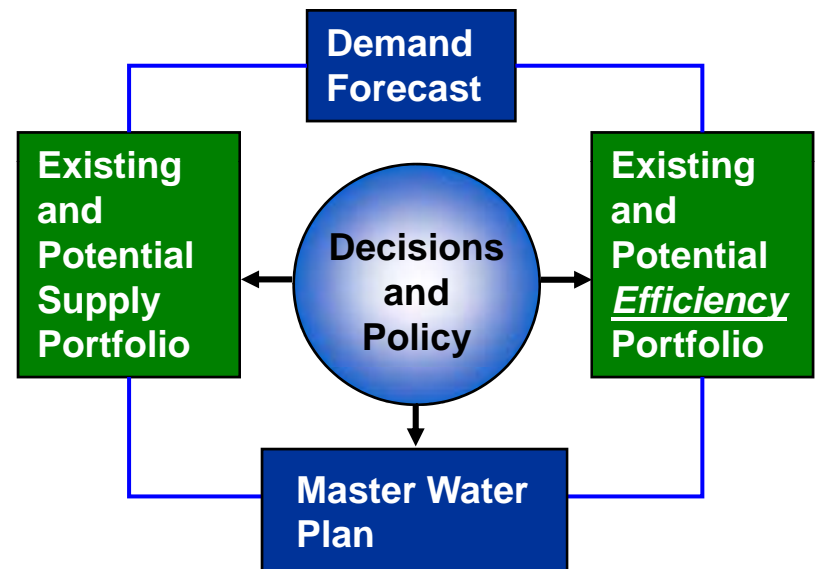 Demand
Forecast
Existing
and
Potential
Supply
Portfolio
Decisions
and
Policy
Existing
and
Potential
Efficiency
Portfolio
Master Water
Plan